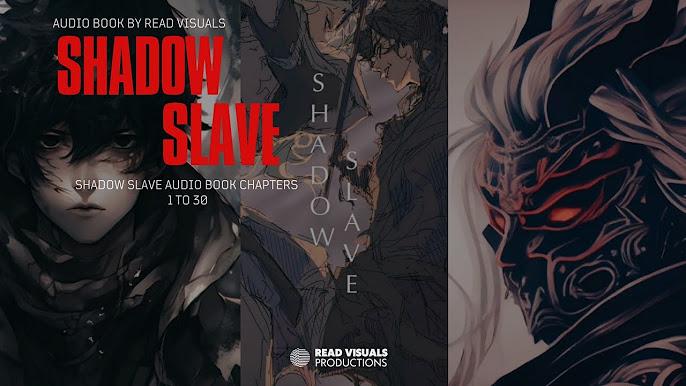 AUDIO BOOK BY READ VISUALS
SHADOW
SLAVE
SHADOW SLAVE AUDIO BOOK CHAPTERS
1 TO 30
SHADOW
SLAVE
READ VISUALS
PRODUCTIONS